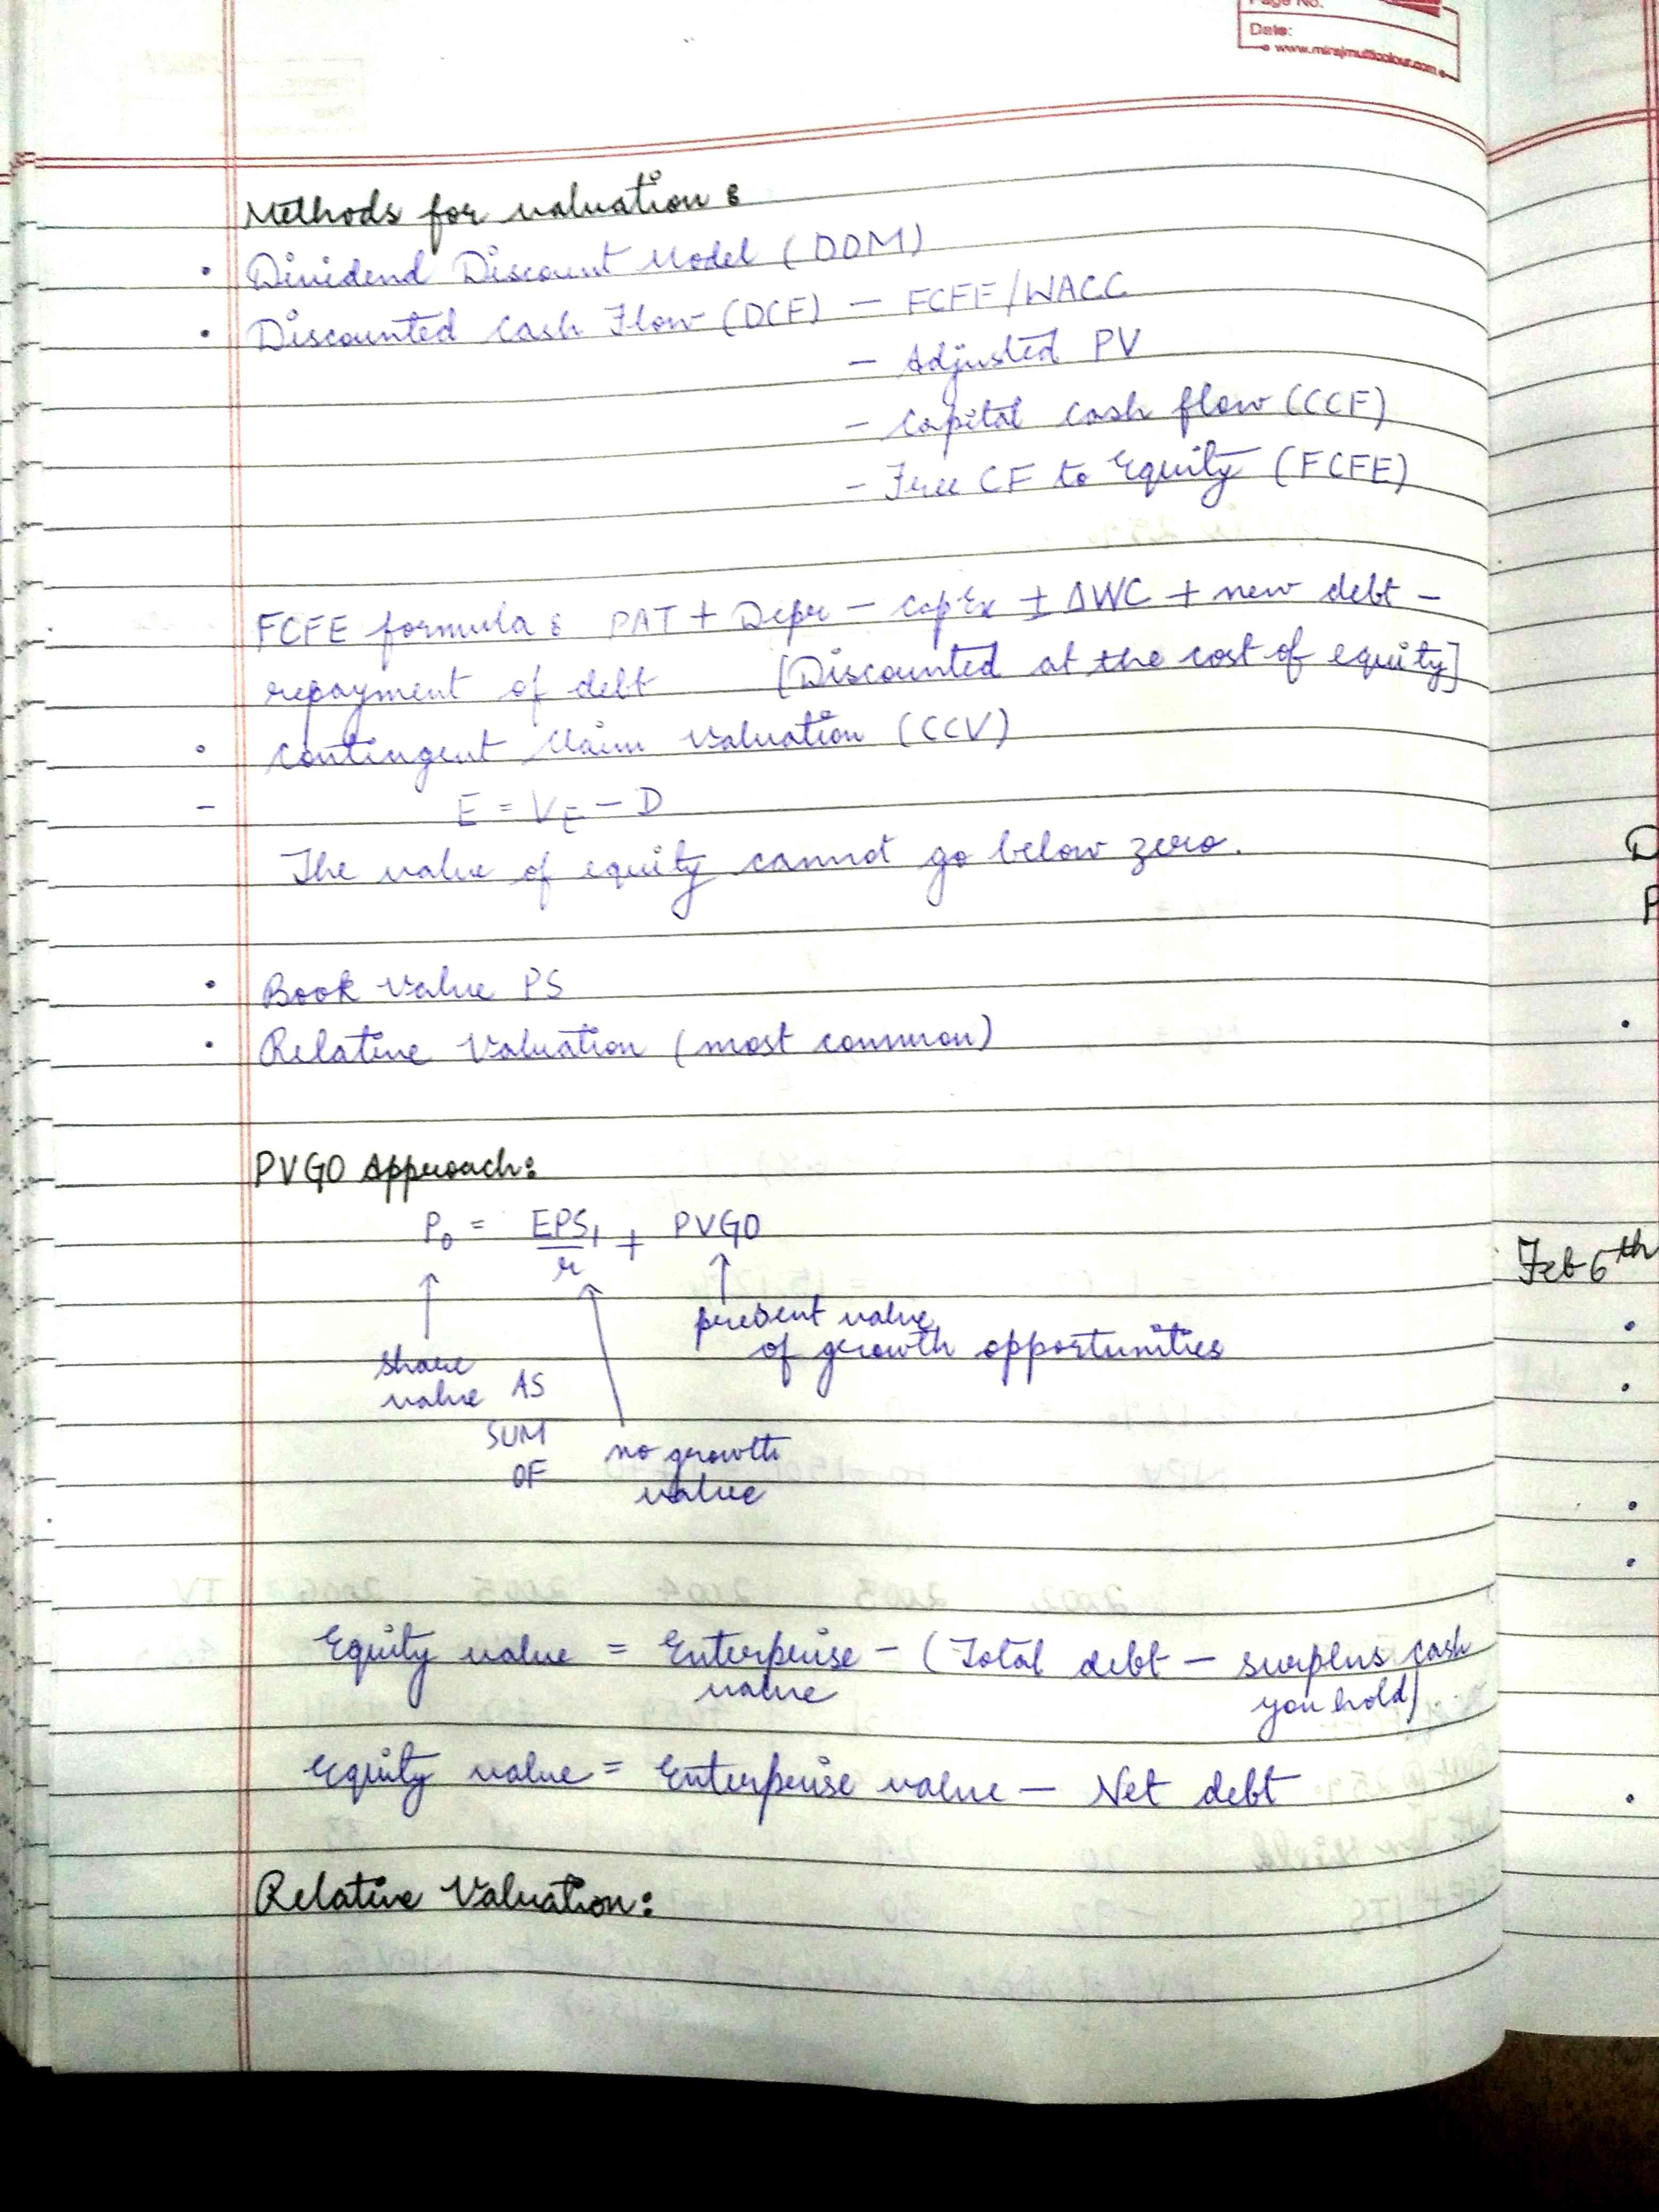 Page No.
Date:
www.mirajmulticolour.com
Methods for valuation :
• Dividend Discount Model (DDM)
• Discounted Cash Flow (DCF) – FCFF/WACC
– Adjusted PV
– Capital cash flow (CCF)
– Free CF to Equity (FCFE)
FCFE formula : PAT + Depr – CapEx ± ΔWC + new debt –
repayment of debt [Discounted at the cost of equity]
• Contingent Claim Valuation (CCV)
– E = V_E – D
The value of equity cannot go below zero.
• Book Value PS
• Relative Valuation (most common)
PVGO Approach:
P₀ = EPS₁/r + PVGO
present value
of growth opportunities
share
value AS
SUM
OF
no growth
value
Equity value = Enterprise – (Total debt – surplus cash
value you hold)
Equity value = Enterprise value – Net debt
Relative Valuation:
D
P
Feb 6th